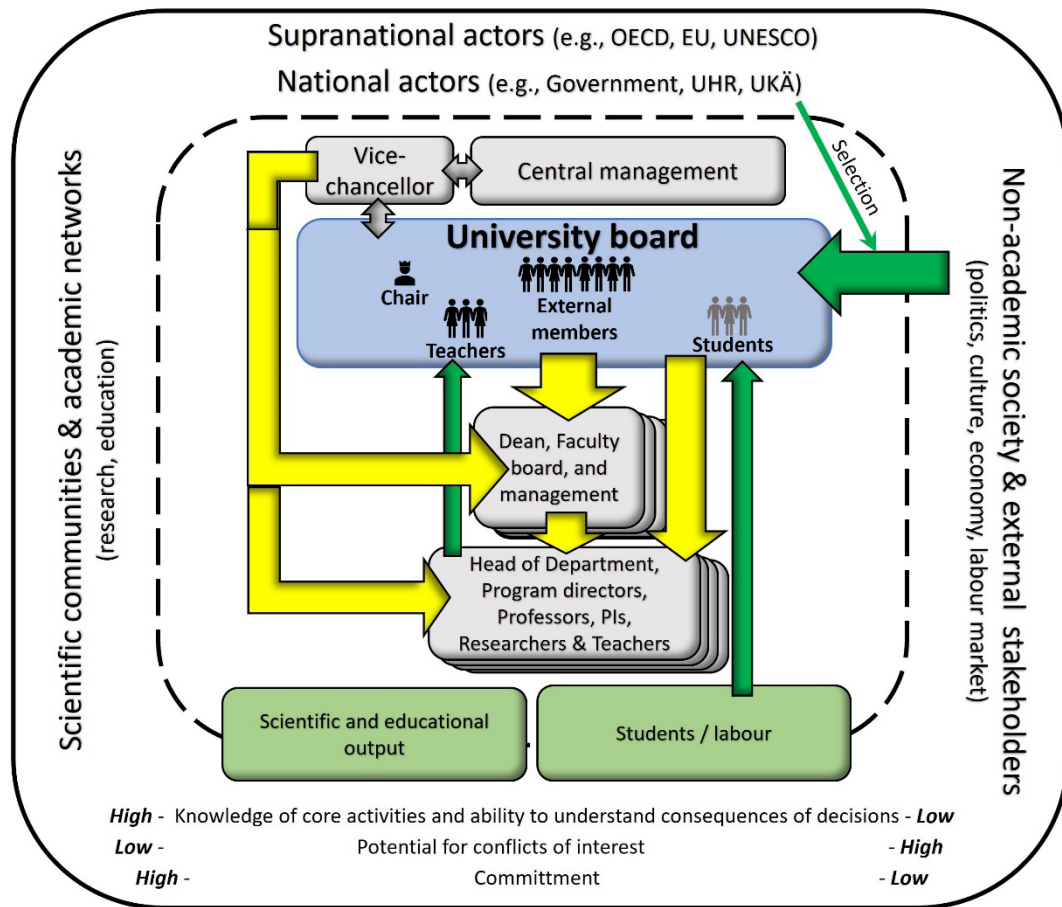 Supranational actors (e.g., OECD, EU, UNESCO)
National actors (e.g., Government, UHR, UKÄ)
Scientific communities & academic networks
(research, education)
Vice-
chancellor
Central management
Selection
Non-academic society & external stakeholders
(politics, culture, economy, labour market)
University board
Chair
External
members
Teachers
Students
Dean, Faculty
board, and
management
Head of Department,
Program directors,
Professors, PIs,
Researchers & Teachers
Scientific and educational
output
Students / labour
High - Knowledge of core activities and ability to understand consequences of decisions - Low
Low - Potential for conflicts of interest - High
High - Committment - Low